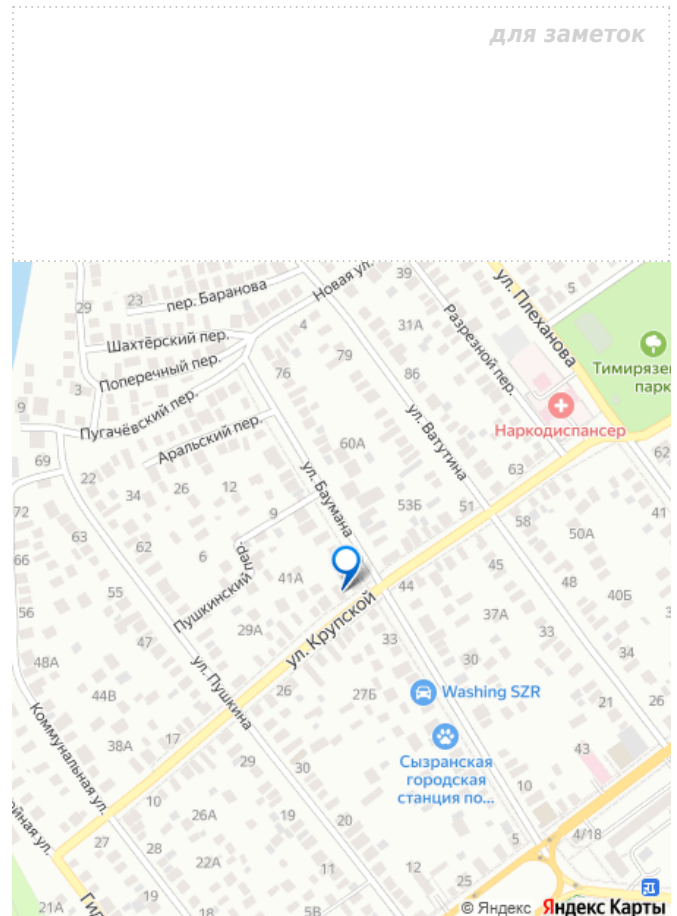 для заметок
39
5
29
23
пер. Баранова
Новая ул.
ул. Плеханова
4
31А
Разрезной пер.
Шахтёрский пер.
79
Тимирязе
парк
76
86
Поперечный пер.
3
9
Пугачёвский пер.
Наркодиспансер
Аральский пер.
60А
ул. Ватутина
62
69
63
22
26
12
ул. Баумана
34
53Б
51
41
72
9
58
50А
63
62
6
Пушкинский пер.
66
45
41А
44
48
40Б
55
56
37А
29А
ул. Крупской
33
33
47
34
48А
30
ул. Пушкина
26
27Б
Washing SZR
44В
21
26
Коммунальная ул.
17
38А
43
29
30
Сызранская
городская
станция по...
10
10
26А
19
20
4/18
27
5
28
22А
11
12
25
19
21А
18
5В
© Яндекс Яндекс Карты